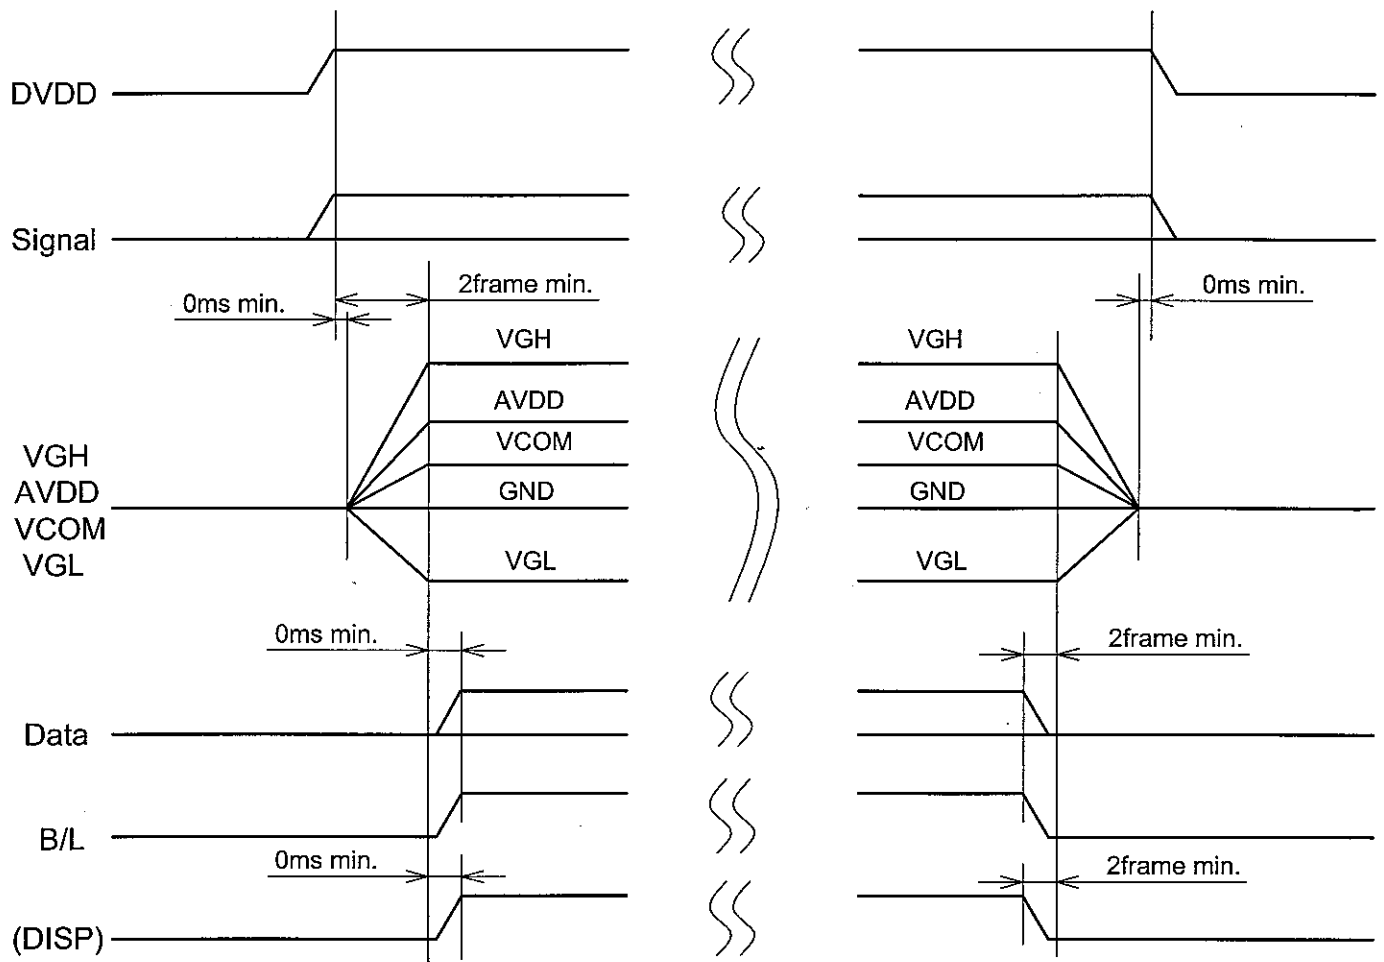 DVDD
Signal
0ms min.
2frame min.
0ms min.
VGH
VGH
AVDD
AVDD
VGH
VCOM
VCOM
AVDD
GND
GND
VCOM
VGL
VGL
VGL
0ms min.
2frame min.
Data
B/L
0ms min.
2frame min.
(DISP)